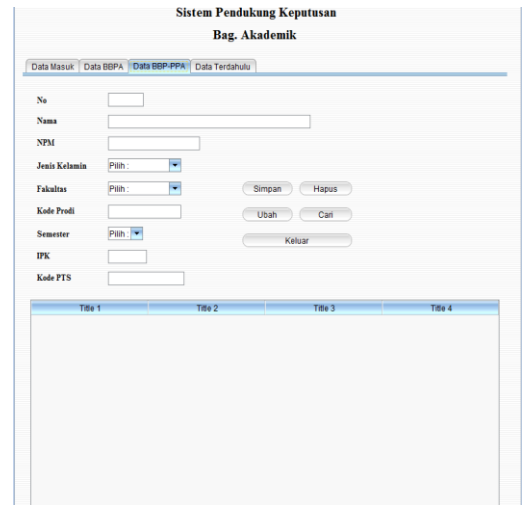 Sistem Pendukung Keputusan
Bag. Akademik
Data Masuk Data BBPA Data BBP-PPA Data Terdahulu
No
Nama
NPM
Jenis Kelamin Pilih :
Fakultas Pilih : Simpan Hapus
Kode Prodi Ubah Cari
Semester Pilih : Keluar
IPK
Kode PTS
Title 1 Title 2 Title 3 Title 4